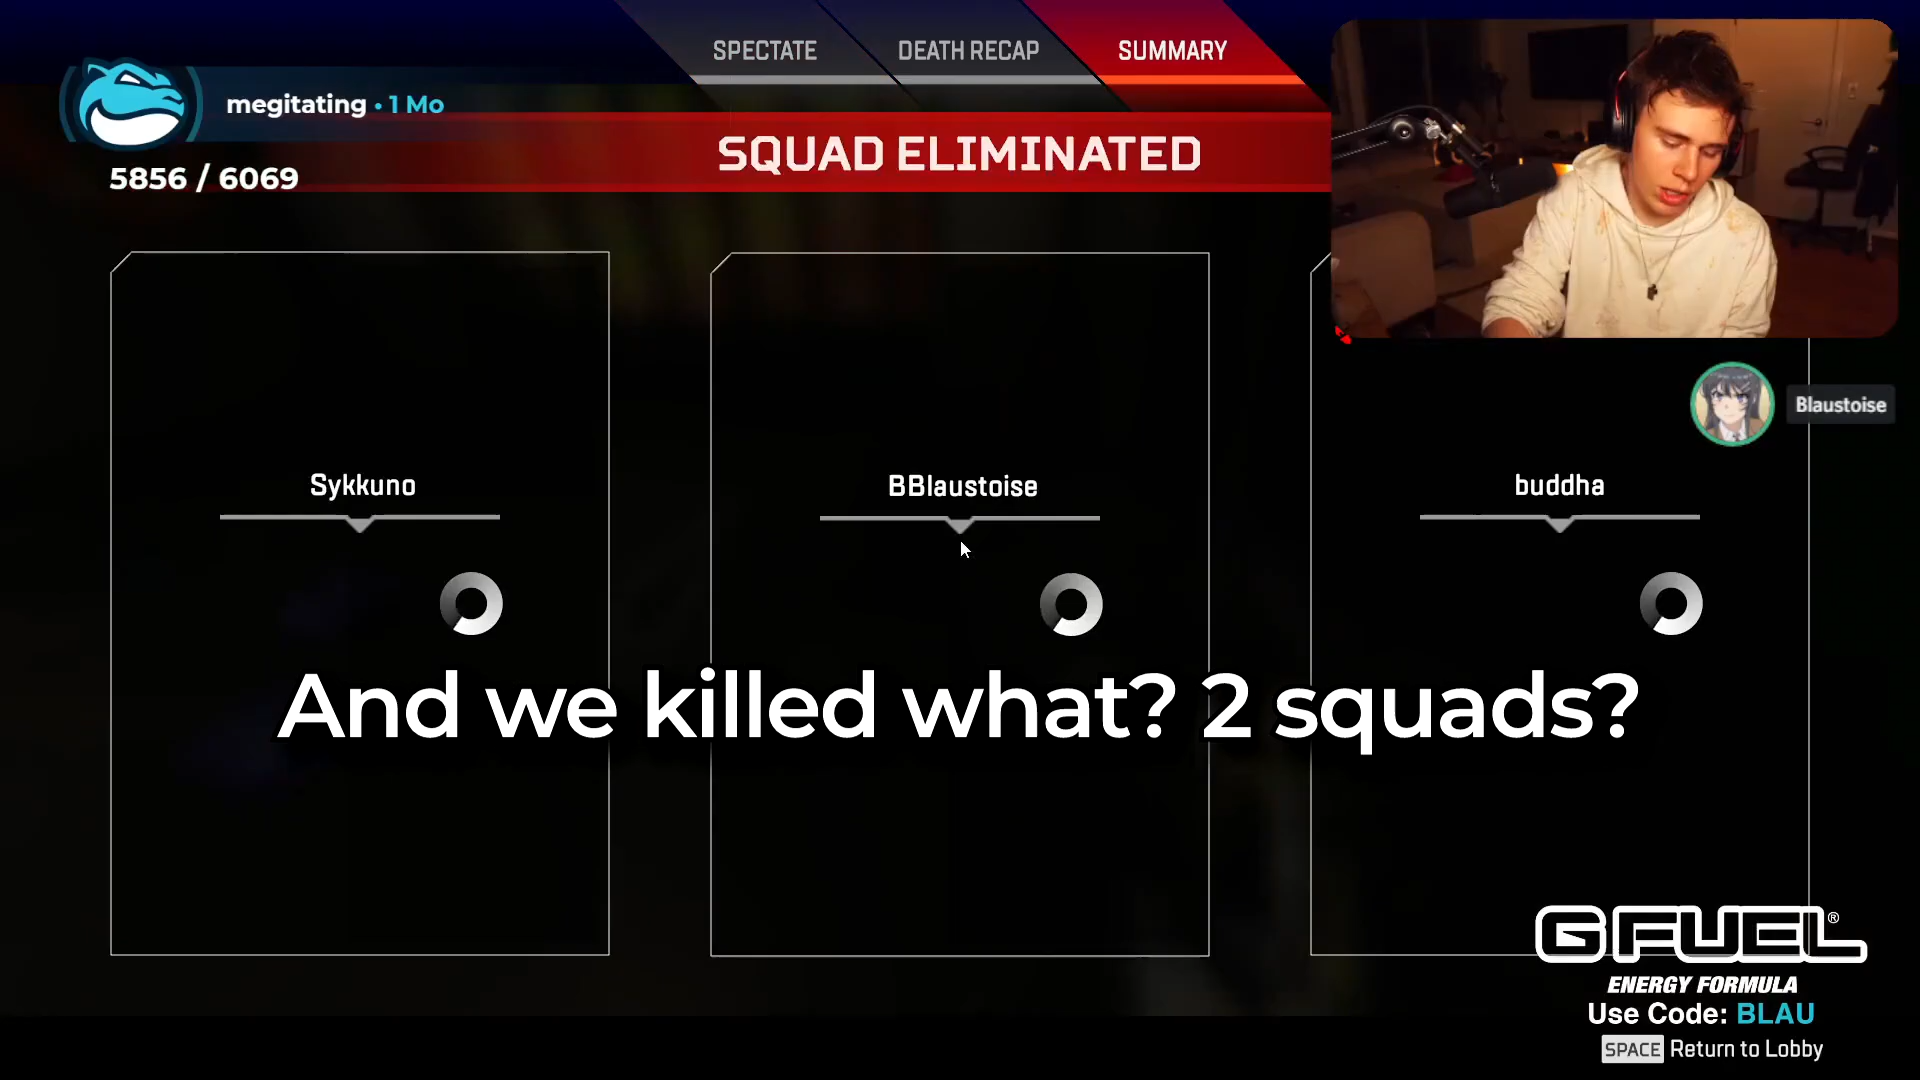 SPECTATE
DEATH RECAP
SUMMARY
megitating • 1 Mo
SQUAD ELIMINATED
5856 / 6069
Blaustoise
Sykkuno
BBlaustoise
buddha
And we killed what? 2 squads?
G FUEL®
ENERGY FORMULA
Use Code: BLAU
SPACE Return to Lobby